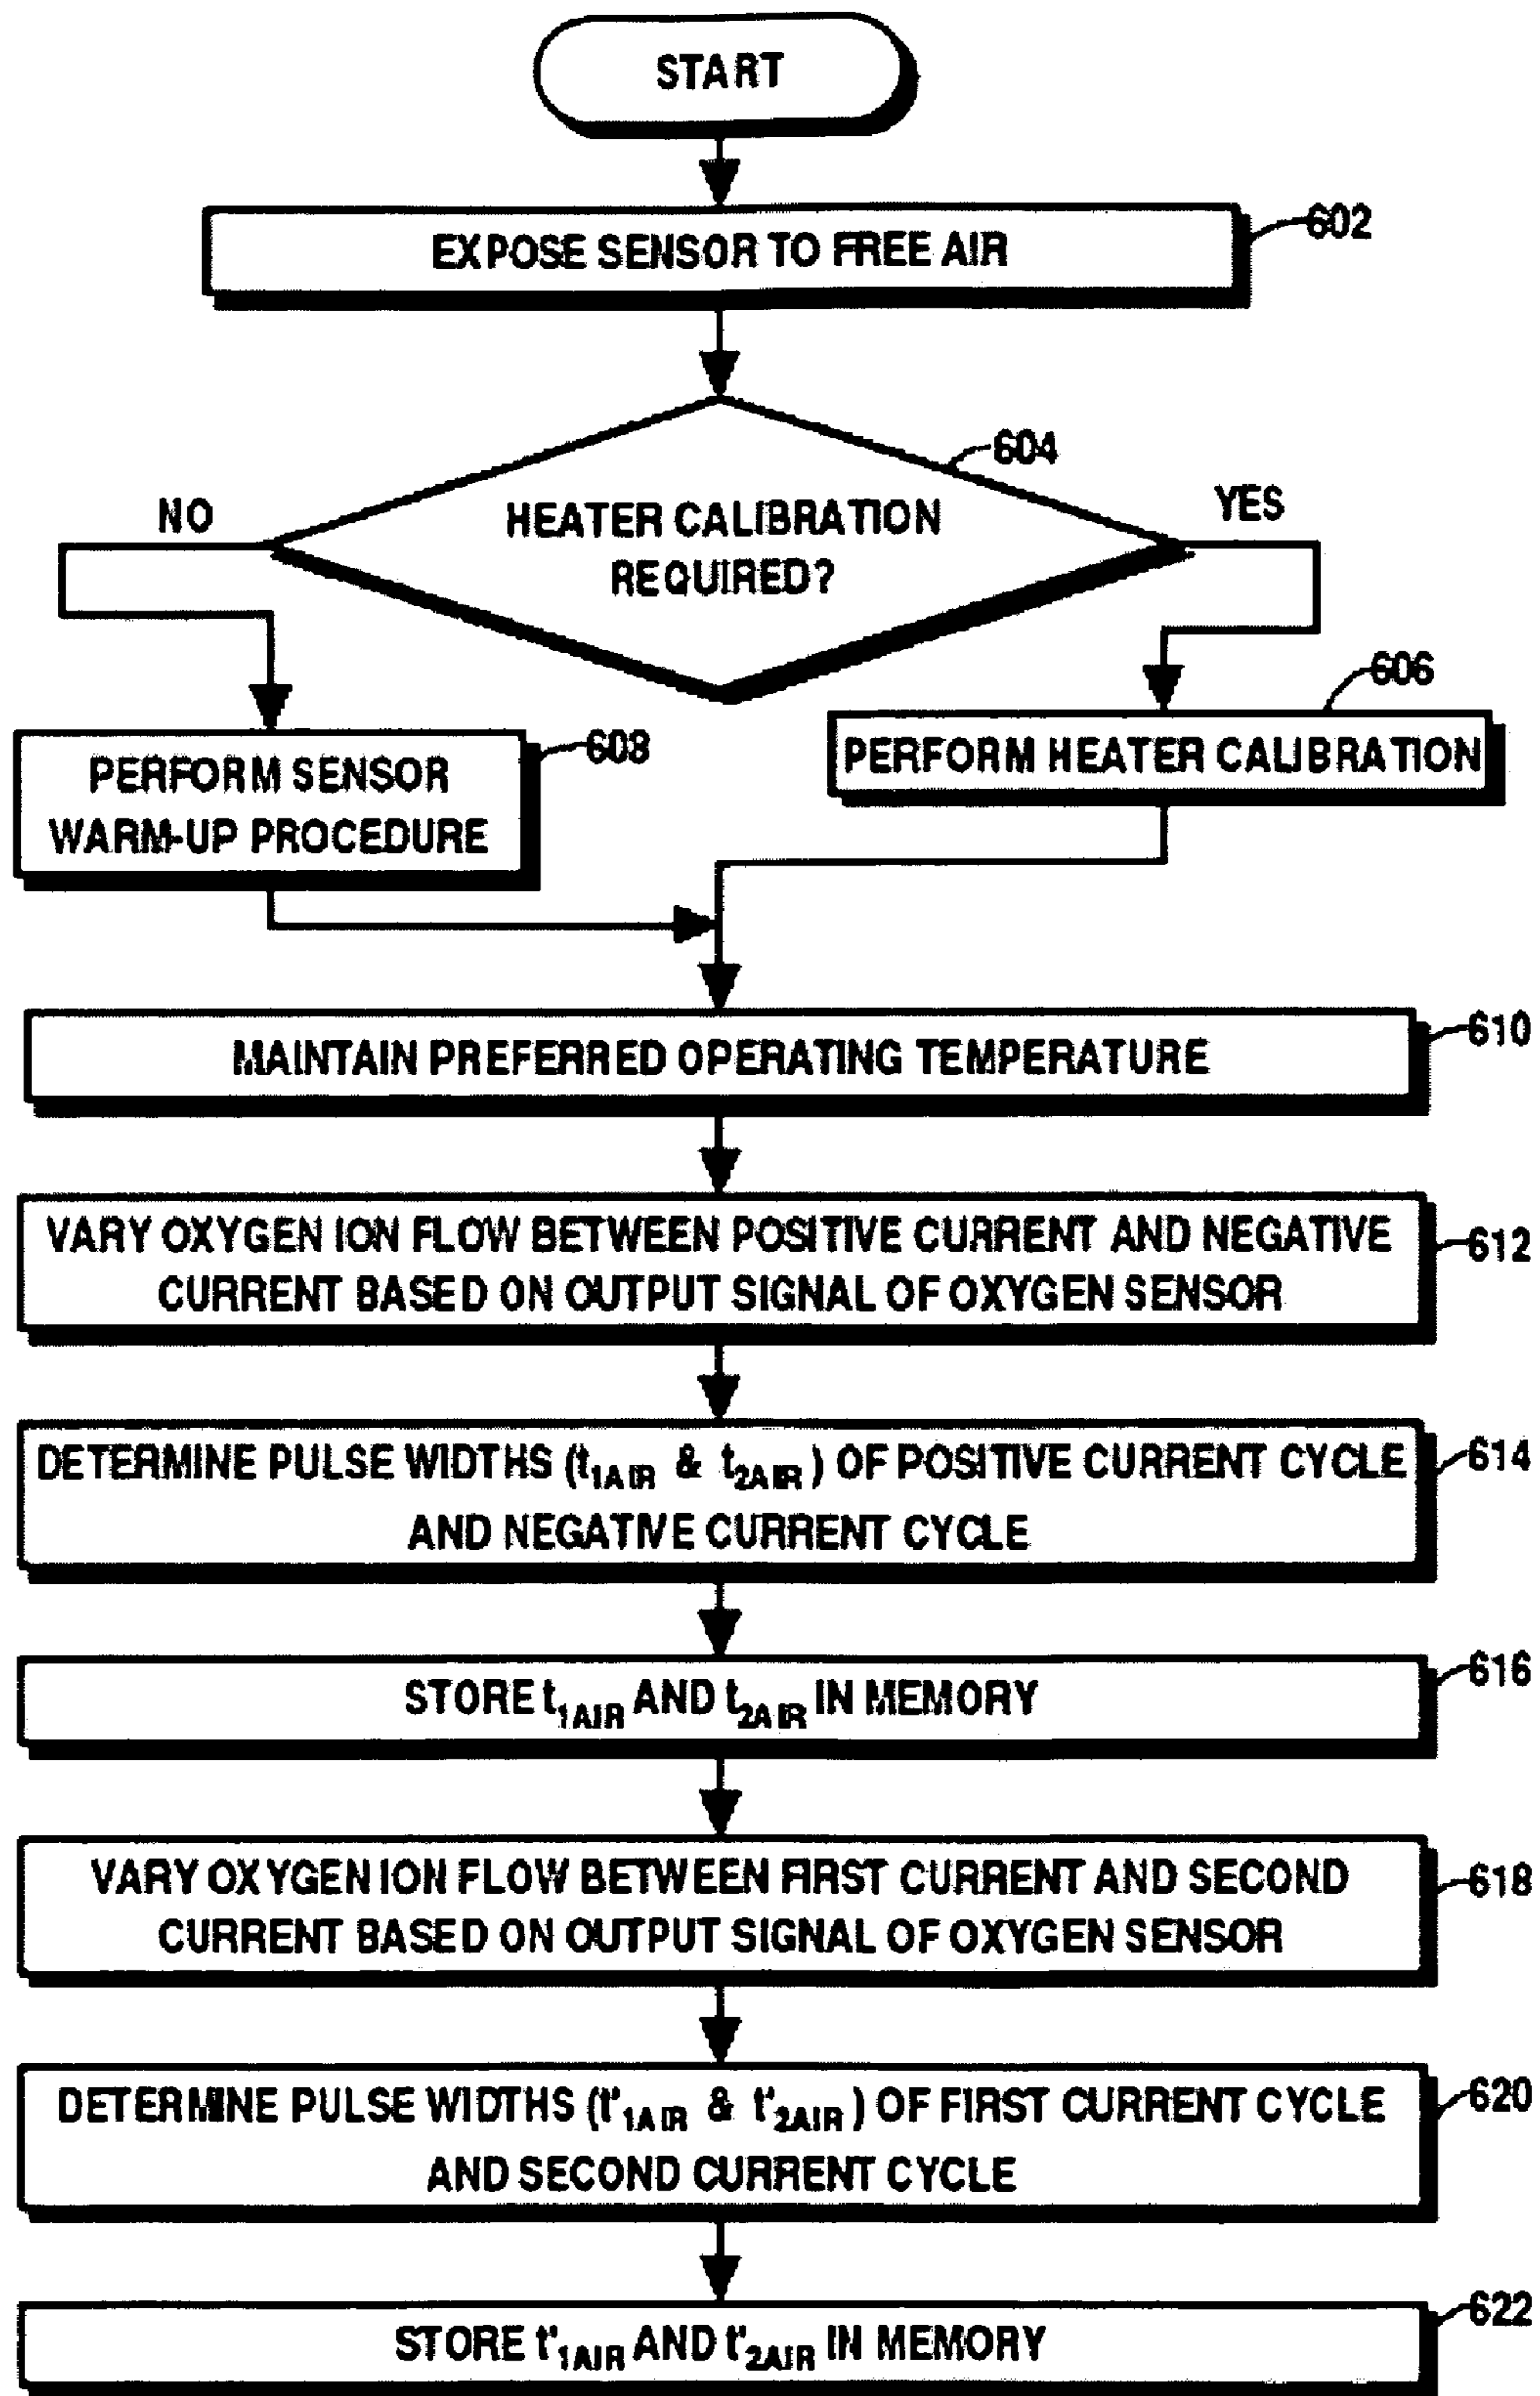 START
EXPOSE SENSOR TO FREE AIR
602
604
NO
HEATER CALIBRATION
REQUIRED?
YES
606
608
PERFORM SENSOR
WARM-UP PROCEDURE
PERFORM HEATER CALIBRATION
MAINTAIN PREFERRED OPERATING TEMPERATURE
610
VARY OXYGEN ION FLOW BETWEEN POSITIVE CURRENT AND NEGATIVE
CURRENT BASED ON OUTPUT SIGNAL OF OXYGEN SENSOR
612
DETERMINE PULSE WIDTHS (t1AIR & t2AIR) OF POSITIVE CURRENT CYCLE
AND NEGATIVE CURRENT CYCLE
614
STORE t1AIR AND t2AIR IN MEMORY
616
VARY OXYGEN ION FLOW BETWEEN FIRST CURRENT AND SECOND
CURRENT BASED ON OUTPUT SIGNAL OF OXYGEN SENSOR
618
DETERMINE PULSE WIDTHS (t'1AIR & t'2AIR) OF FIRST CURRENT CYCLE
AND SECOND CURRENT CYCLE
620
STORE t'1AIR AND t'2AIR IN MEMORY
622